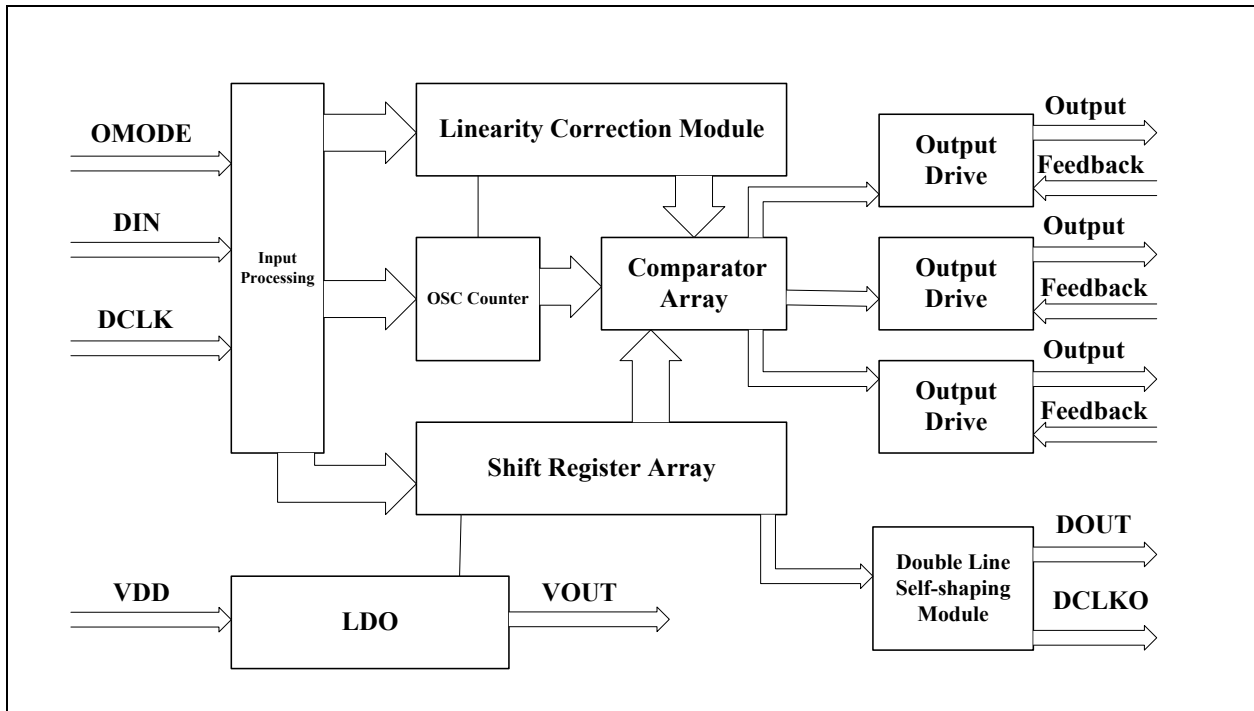 OMODE
DIN
DCLK
Input
Processing
Linearity Correction Module
OSC Counter
Comparator
Array
Output
Drive
Output
Feedback
Output
Drive
Output
Feedback
Output
Drive
Output
Feedback
Shift Register Array
VDD
LDO
VOUT
Double Line
Self-shaping
Module
DOUT
DCLKO